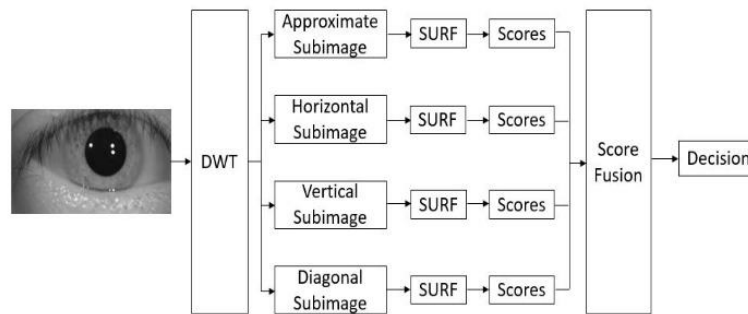 Approximate
Subimage
SURF
Scores
Horizontal
Subimage
SURF
Scores
DWT
Score
Fusion
Decision
Vertical
Subimage
SURF
Scores
Diagonal
Subimage
SURF
Scores